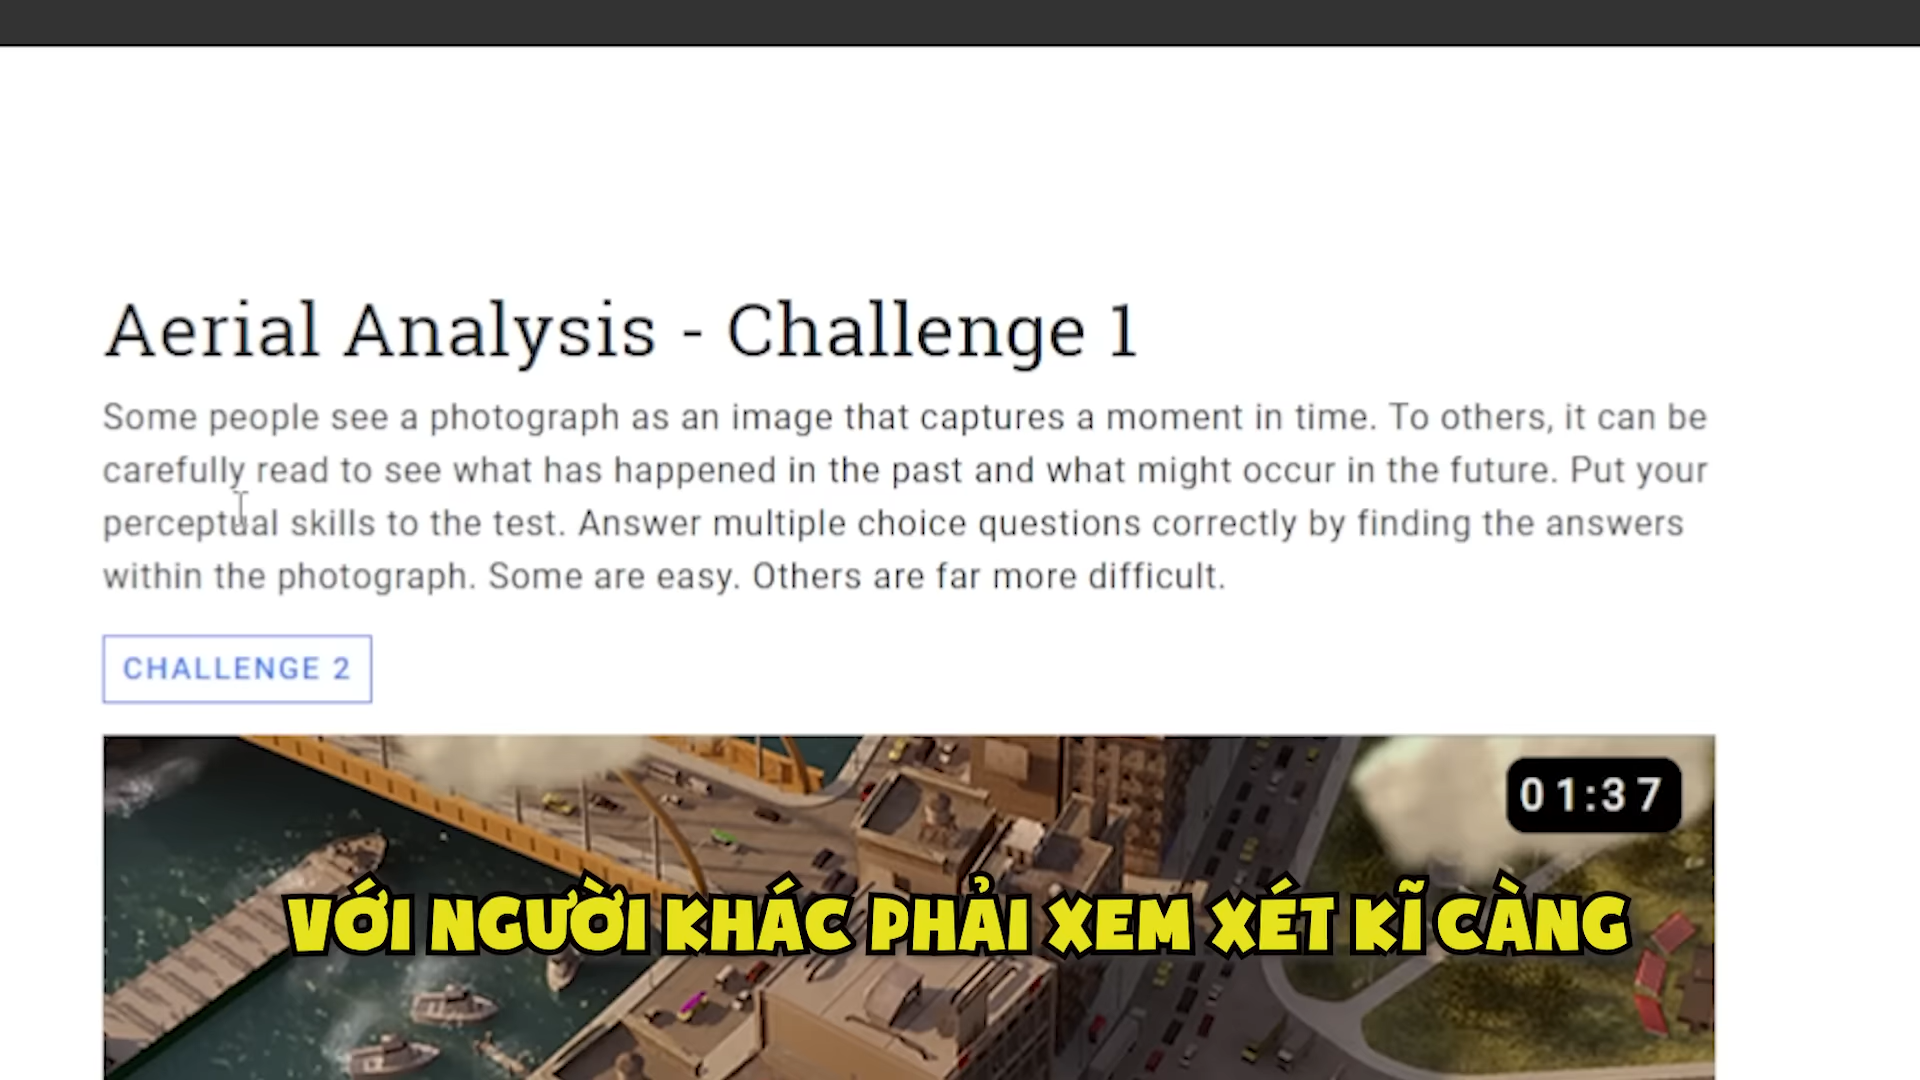 Aerial Analysis - Challenge 1
Some people see a photograph as an image that captures a moment in time. To others, it can be
carefully read to see what has happened in the past and what might occur in the future. Put your
perceptual skills to the test. Answer multiple choice questions correctly by finding the answers
within the photograph. Some are easy. Others are far more difficult.
CHALLENGE 2
01:37
VỚI NGƯỜI KHÁC PHẢI XEM XÉT KĨ CÀNG